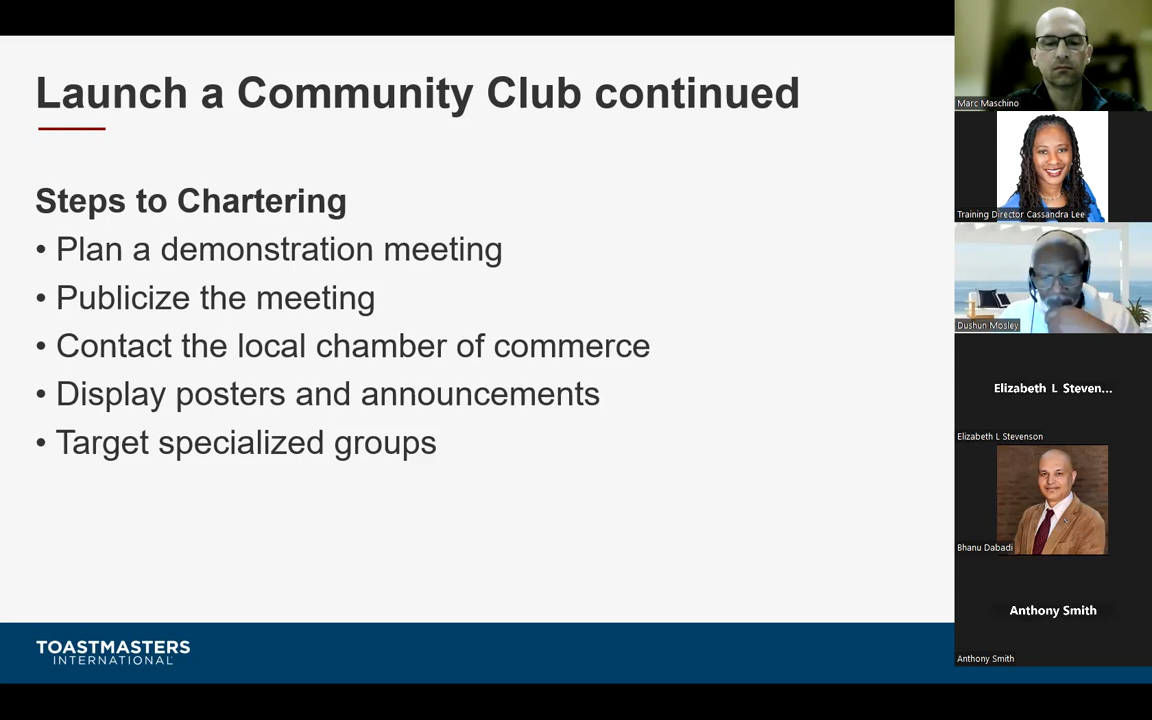 Launch a Community Club continued
Steps to Chartering
• Plan a demonstration meeting
• Publicize the meeting
• Contact the local chamber of commerce
• Display posters and announcements
• Target specialized groups
TOASTMASTERS
INTERNATIONAL
Marc Maschino
Training Director Cassandra Lee
Dushun Mosley
Elizabeth L Steven...
Elizabeth L Stevenson
Bhanu Dabadi
Anthony Smith
Anthony Smith